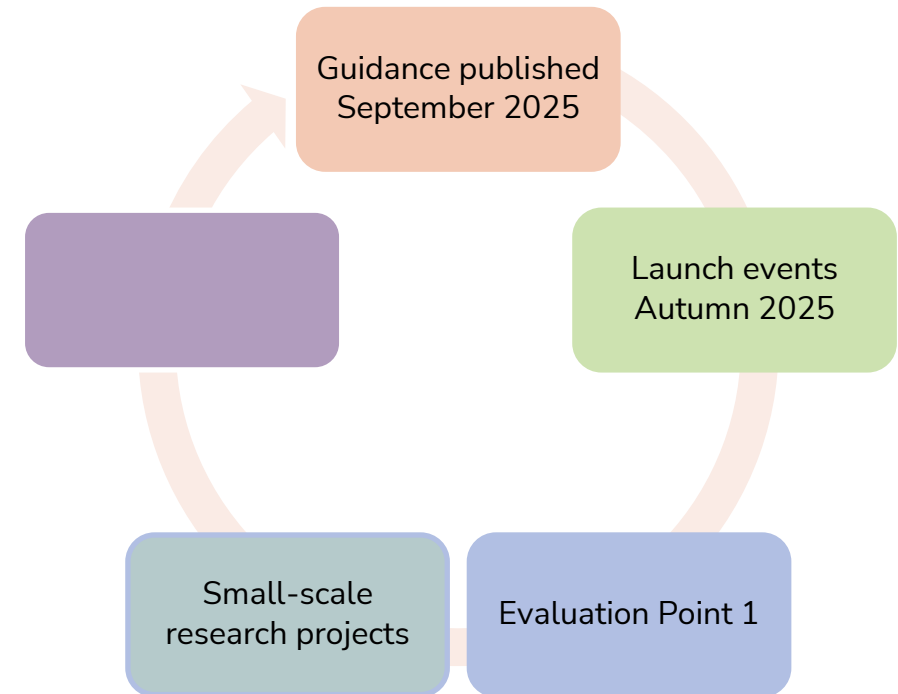 Guidance published
September 2025
Launch events
Autumn 2025
Evaluation Point 1
Small-scale
research projects